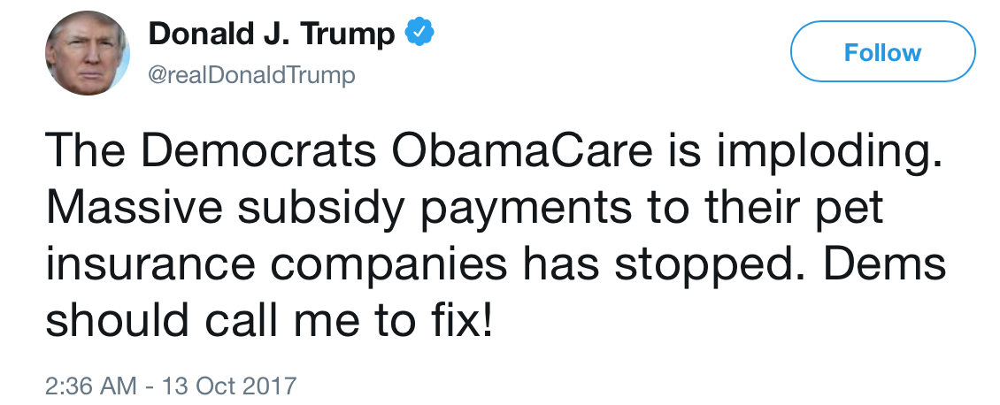 Donald J. Trump
@realDonaldTrump
Follow
The Democrats ObamaCare is imploding.
Massive subsidy payments to their pet
insurance companies has stopped. Dems
should call me to fix!
2:36 AM - 13 Oct 2017